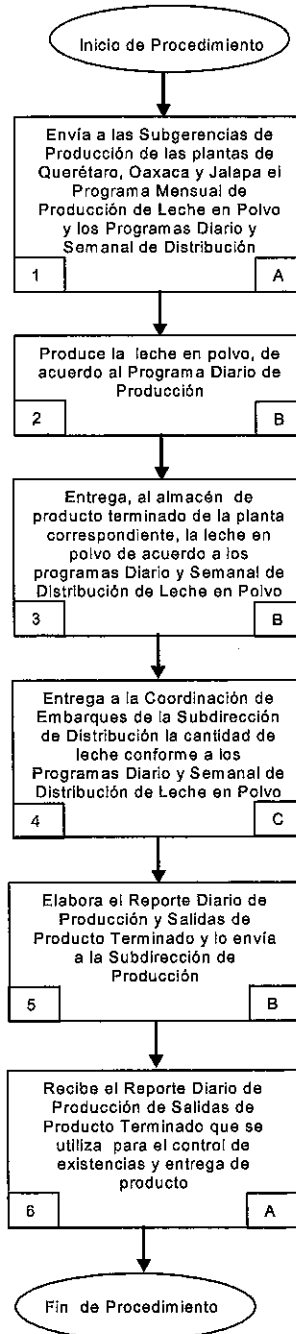 Inicio de Procedimiento
Envía a las Subgerencias de
Producción de las plantas de
Querétaro, Oaxaca y Jalapa el
Programa Mensual de
Producción de Leche en Polvo
y los Programas Diario y
Semanal de Distribución
1 A
Produce la leche en polvo, de
acuerdo al Programa Diario de
Producción
2 B
Entrega, al almacén de
producto terminado de la planta
correspondiente, la leche en
polvo de acuerdo a los
programas Diario y Semanal de
Distribución de Leche en Polvo
3 B
Entrega a la Coordinación de
Embarques de la Subdirección
de Distribución la cantidad de
leche conforme a los
Programas Diario y Semanal de
Distribución de Leche en Polvo
4 C
Elabora el Reporte Diario de
Producción y Salidas de
Producto Terminado y lo envía
a la Subdirección de
Producción
5 B
Recibe el Reporte Diario de
Producción de Salidas de
Producto Terminado que se
utiliza para el control de
existencias y entrega de
producto
6 A
Fin de Procedimiento